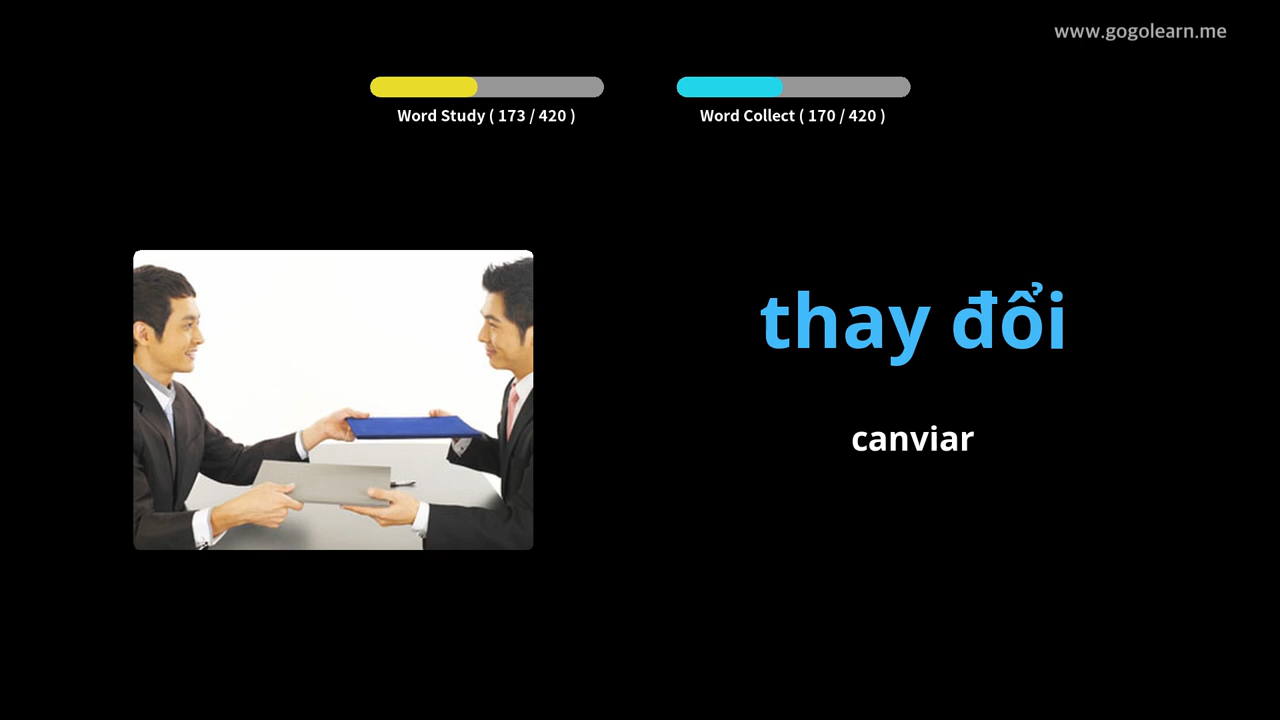 www.gogolearn.me
Word Study ( 173 / 420 )
Word Collect ( 170 / 420 )
thay đổi
canviar